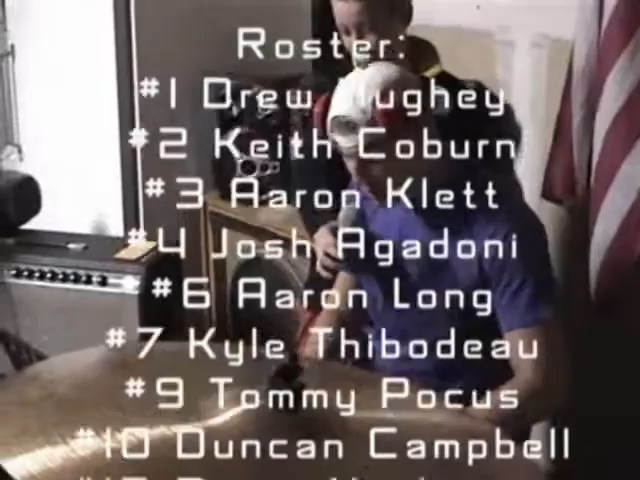 Roster:
#1 Drew Hughey
#2 Keith Coburn
#3 Aaron Klett
#4 Josh Agadoni
#6 Aaron Long
#7 Kyle Thibodeau
#9 Tommy Pocus
#10 Duncan Campbell